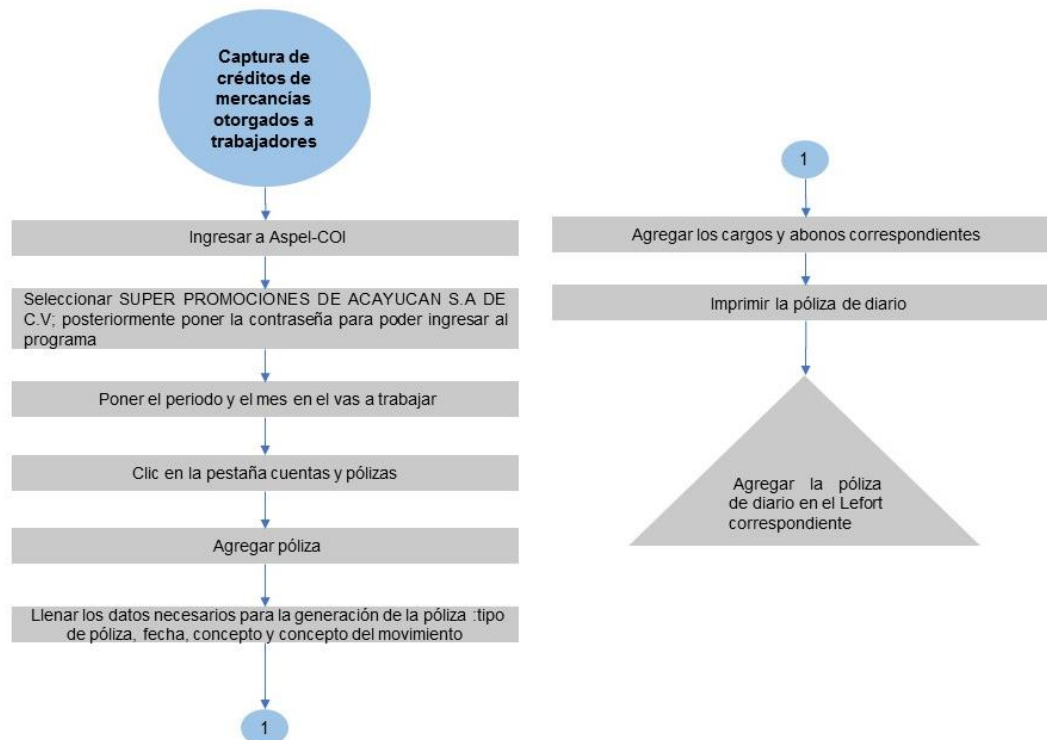 Captura de
créditos de
mercancías
otorgados a
trabajadores
Ingresar a Aspel-COI
Seleccionar SUPER PROMOCIONES DE ACAYUCAN S.A DE
C.V; posteriormente poner la contraseña para poder ingresar al
programa
Poner el periodo y el mes en el vas a trabajar
Clic en la pestaña cuentas y pólizas
Agregar póliza
Llenar los datos necesarios para la generación de la póliza :tipo
de póliza, fecha, concepto y concepto del movimiento
1
1
Agregar los cargos y abonos correspondientes
Imprimir la póliza de diario
Agregar la póliza
de diario en el Lefort
correspondiente